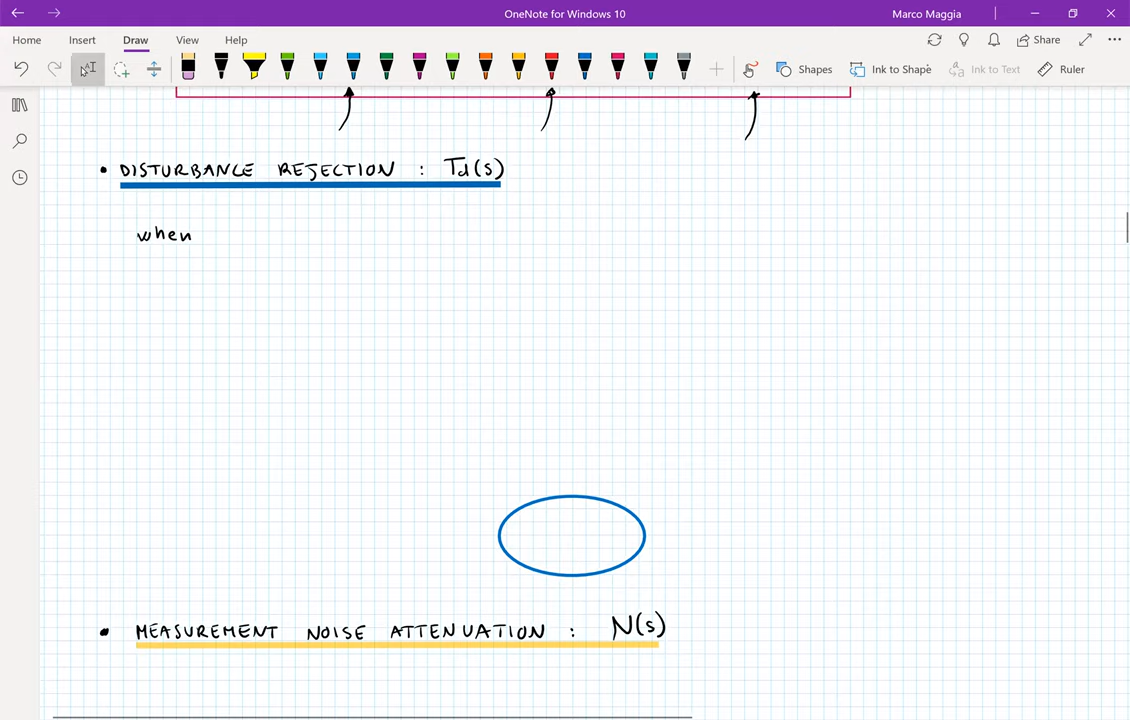 OneNote for Windows 10
Marco Maggia
Home
Insert
Draw
View
Help
Share
Shapes
Ink to Shape
Ink to Text
Ruler
• DISTURBANCE REJECTION : Td(s)
when
• MEASUREMENT NOISE ATTENUATION : N(s)